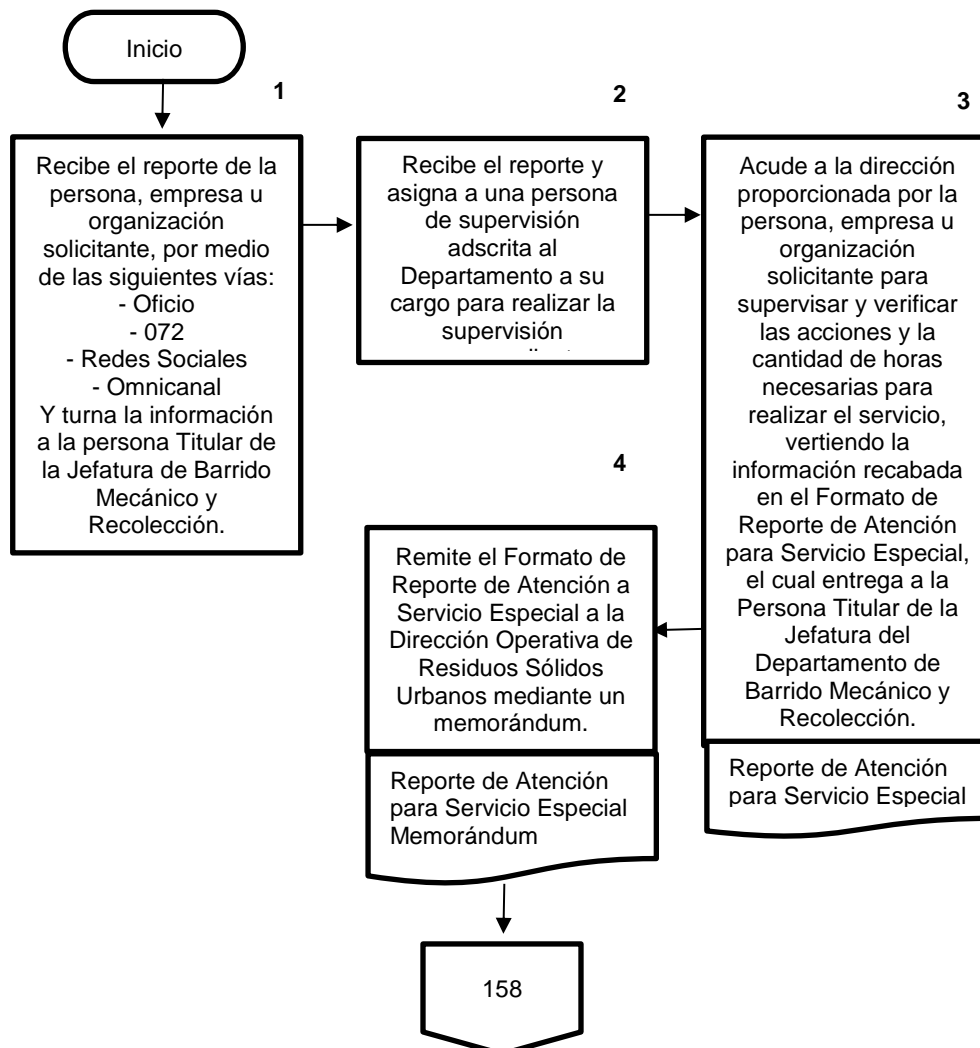 Inicio
1
Recibe el reporte de la
persona, empresa u
organización
solicitante, por medio
de las siguientes vías:
- Oficio
- 072
- Redes Sociales
- Omnicanal
Y turna la información
a la persona Titular de
la Jefatura de Barrido
Mecánico y
Recolección.
2
Recibe el reporte y
asigna a una persona
de supervisión
adscrita al
Departamento a su
cargo para realizar la
supervisión
3
Acude a la dirección
proporcionada por la
persona, empresa u
organización
solicitante para
supervisar y verificar
las acciones y la
cantidad de horas
necesarias para
realizar el servicio,
vertiendo la
información recabada
en el Formato de
Reporte de Atención
para Servicio Especial,
el cual entrega a la
Persona Titular de la
Jefatura del
Departamento de
Barrido Mecánico y
Recolección.
Reporte de Atención
para Servicio Especial
4
Remite el Formato de
Reporte de Atención a
Servicio Especial a la
Dirección Operativa de
Residuos Sólidos
Urbanos mediante un
memorándum.
Reporte de Atención
para Servicio Especial
Memorándum
158